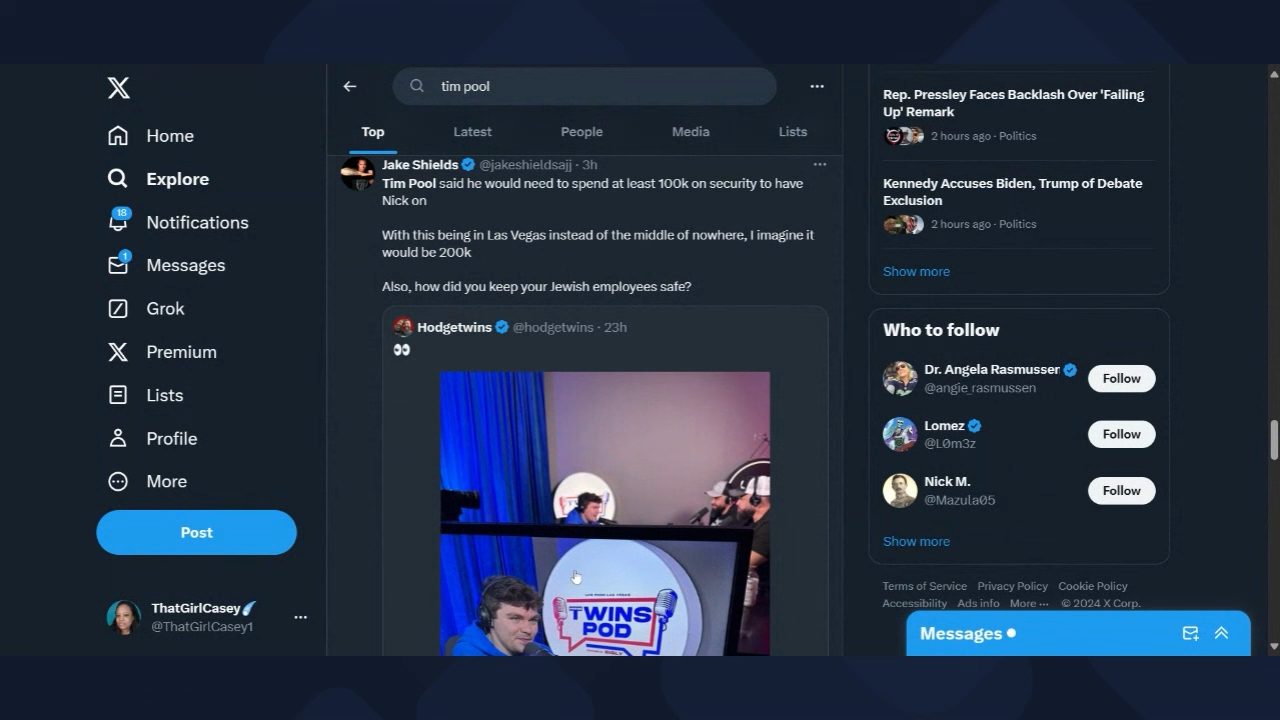 tim pool
Top
Latest
People
Media
Lists
Home
Explore
18
Notifications
1
Messages
Grok
Premium
Lists
Profile
More
Post
ThatGirlCasey
@ThatGirlCasey1
Jake Shields @jakeshieldsajj · 3h
Tim Pool said he would need to spend at least 100k on security to have
Nick on
With this being in Las Vegas instead of the middle of nowhere, I imagine it
would be 200k
Also, how did you keep your Jewish employees safe?
Hodgetwins @hodgetwins · 23h
👀
TWINS
POD
Rep. Pressley Faces Backlash Over 'Failing
Up' Remark
2 hours ago · Politics
Kennedy Accuses Biden, Trump of Debate
Exclusion
2 hours ago · Politics
Show more
Who to follow
Dr. Angela Rasmussen
@angie_rasmussen
Follow
Lomez
@L0m3z
Follow
Nick M.
@Mazula05
Follow
Show more
Terms of Service Privacy Policy Cookie Policy
Accessibility Ads info More ··· © 2024 X Corp.
Messages